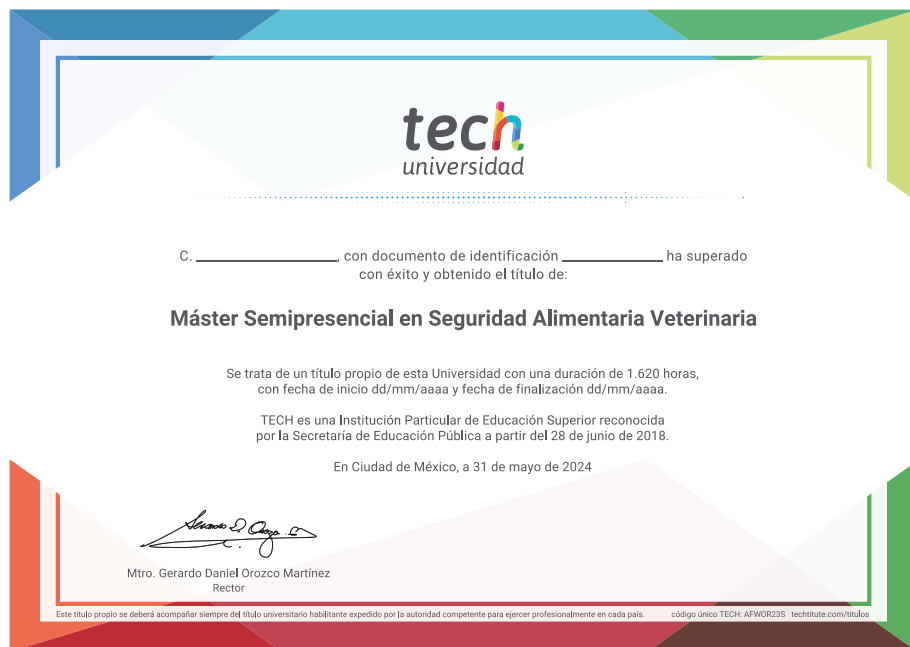 tech
universidad
C. ____________________, con documento de identificación ______________ ha superado
con éxito y obtenido el título de:
Máster Semipresencial en Seguridad Alimentaria Veterinaria
Se trata de un título propio de esta Universidad con una duración de 1.620 horas,
con fecha de inicio dd/mm/aaaa y fecha de finalización dd/mm/aaaa.
TECH es una Institución Particular de Educación Superior reconocida
por la Secretaría de Educación Pública a partir del 28 de junio de 2018.
En Ciudad de México, a 31 de mayo de 2024
Mtro. Gerardo Daniel Orozco Martínez
Rector
Este título propio se deberá acompañar siempre del título universitario habilitante expedido por la autoridad competente para ejercer profesionalmente en cada país. código único TECH: AFWOR23S techtitute.com/titulos